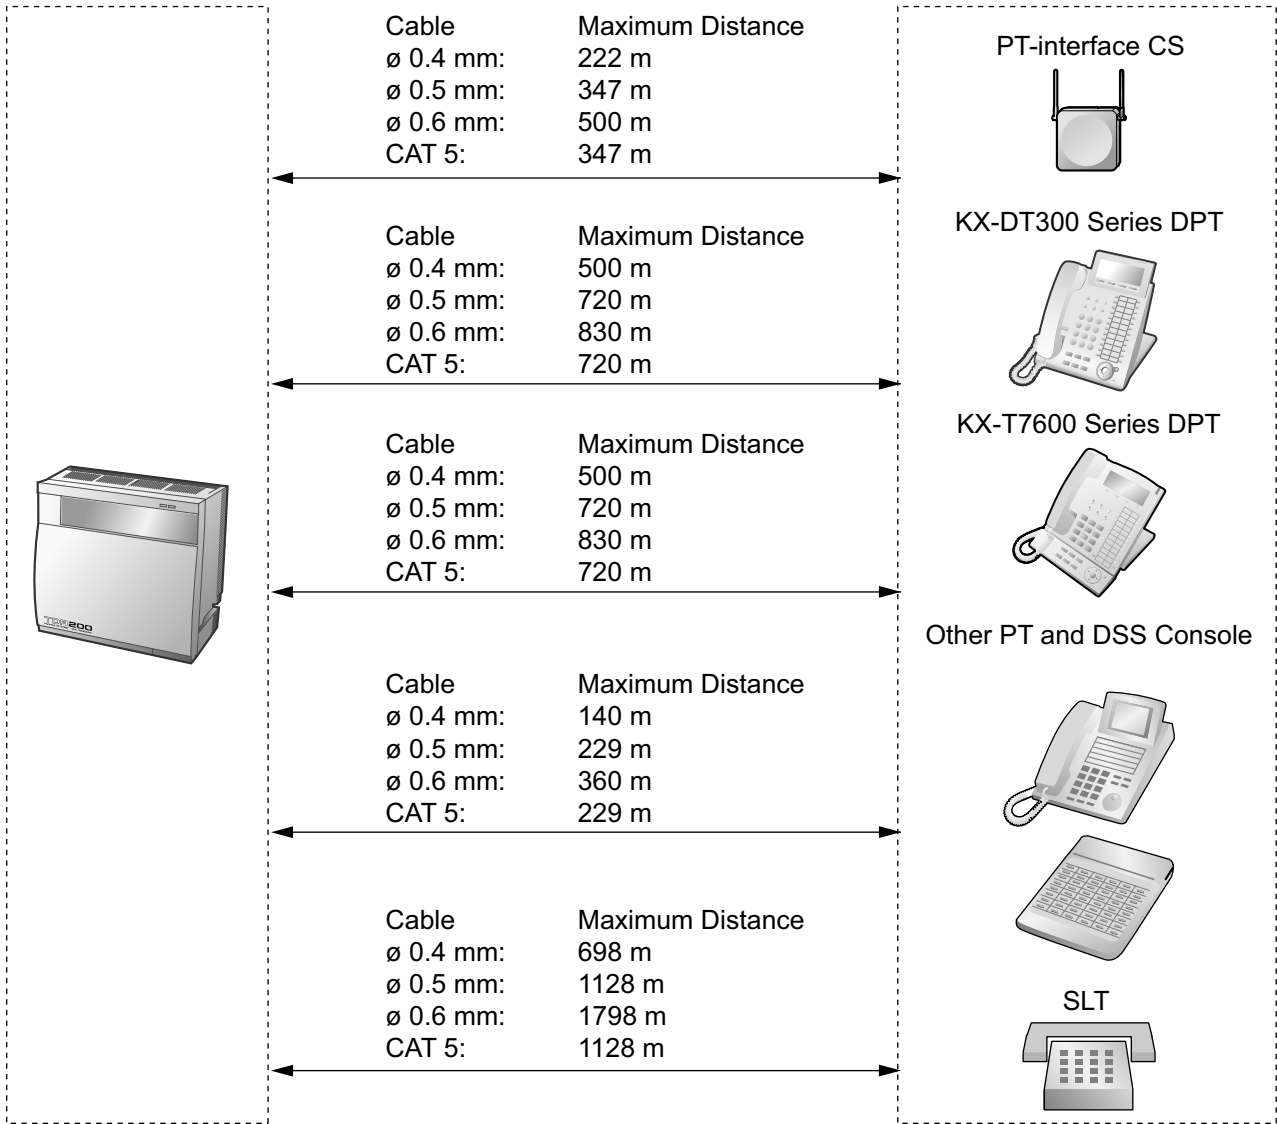 Cable Maximum Distance
ø 0.4 mm: 222 m
ø 0.5 mm: 347 m
ø 0.6 mm: 500 m
CAT 5: 347 m
PT-interface CS
Cable Maximum Distance
ø 0.4 mm: 500 m
ø 0.5 mm: 720 m
ø 0.6 mm: 830 m
CAT 5: 720 m
KX-DT300 Series DPT
Cable Maximum Distance
ø 0.4 mm: 500 m
ø 0.5 mm: 720 m
ø 0.6 mm: 830 m
CAT 5: 720 m
KX-T7600 Series DPT
TDA200
Cable Maximum Distance
ø 0.4 mm: 140 m
ø 0.5 mm: 229 m
ø 0.6 mm: 360 m
CAT 5: 229 m
Other PT and DSS Console
Cable Maximum Distance
ø 0.4 mm: 698 m
ø 0.5 mm: 1128 m
ø 0.6 mm: 1798 m
CAT 5: 1128 m
SLT